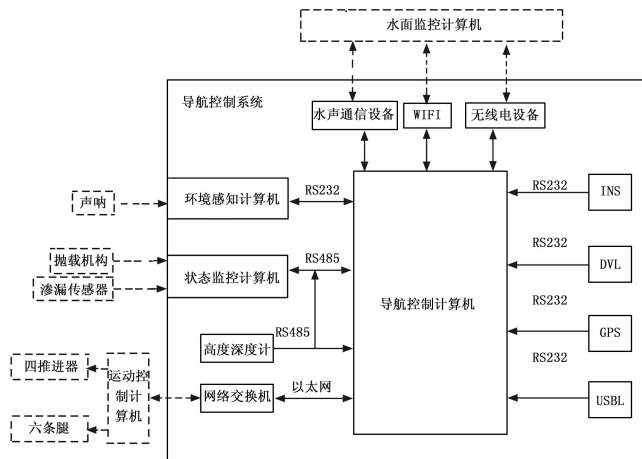 水面监控计算机
导航控制系统
水声通信设备
WIFI
无线电设备
声呐
环境感知计算机
RS232
RS232
INS
抛载机构
渗漏传感器
状态监控计算机
RS485
导航控制计算机
RS232
DVL
RS485
高度深度计
RS232
GPS
四推进器
六条腿
运动控
制计算
机
网络交换机
以太网
RS232
USBL